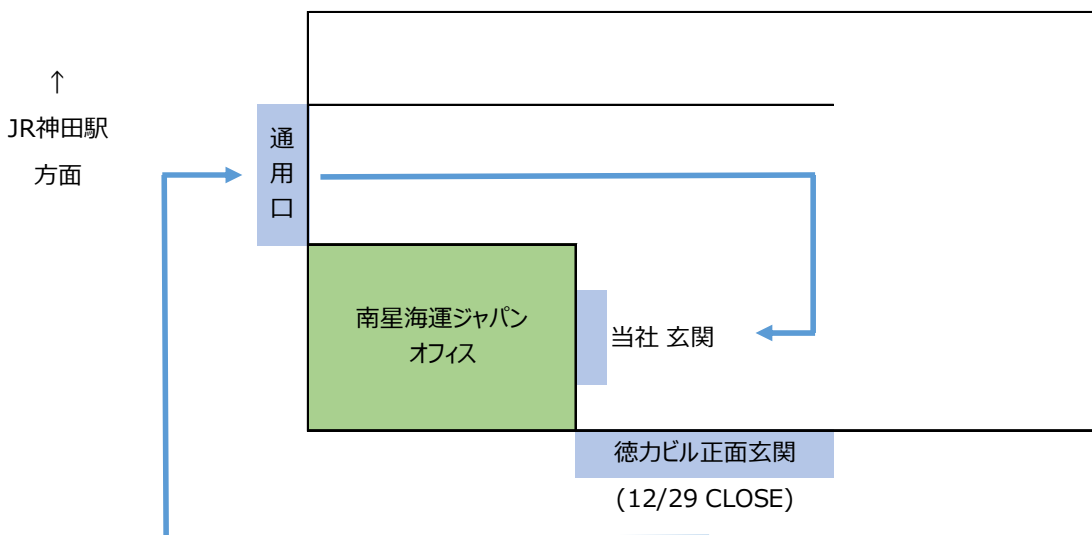 ↑
JR神田駅
方面
通用口
南星海運ジャパン
オフィス
当社 玄関
徳力ビル正面玄関
(12/29 CLOSE)